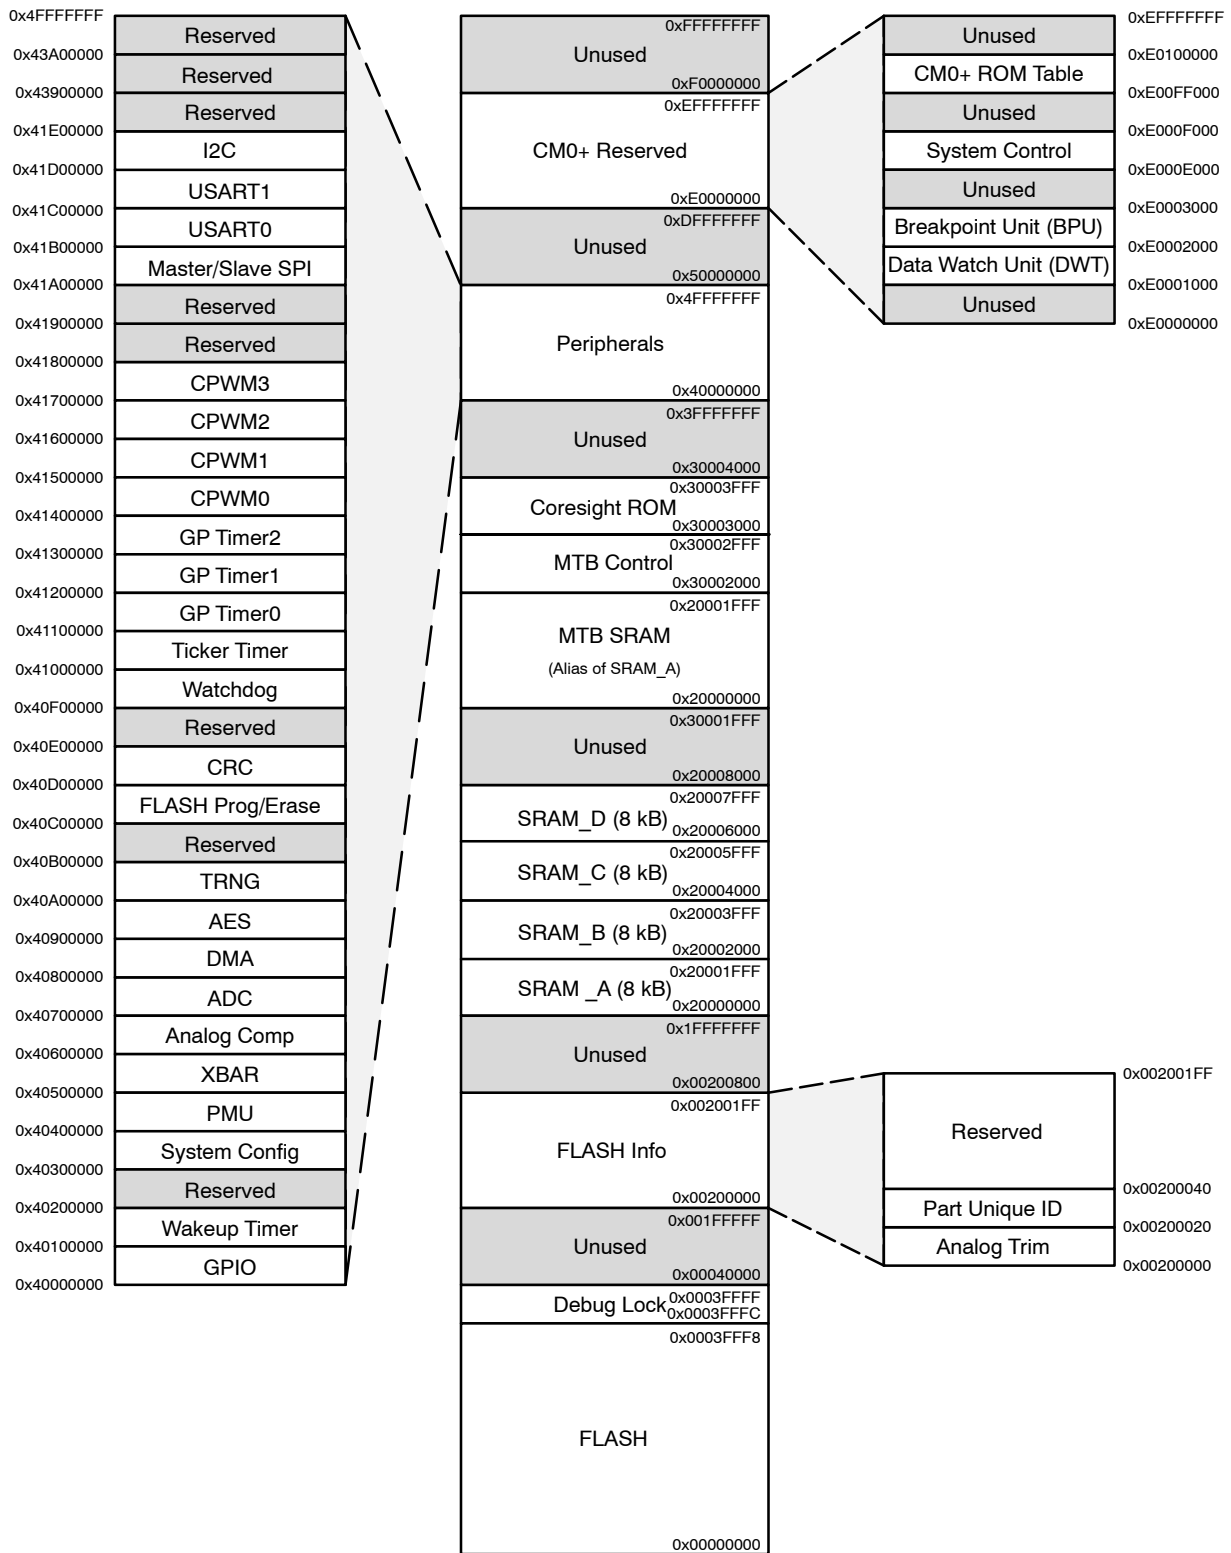 0x4FFFFFFF
Reserved
0x43A00000
Reserved
0x43900000
Reserved
0x41E00000
I2C
0x41D00000
USART1
0x41C00000
USART0
0x41B00000
Master/Slave SPI
0x41A00000
Reserved
0x41900000
Reserved
0x41800000
CPWM3
0x41700000
CPWM2
0x41600000
CPWM1
0x41500000
CPWM0
0x41400000
GP Timer2
0x41300000
GP Timer1
0x41200000
GP Timer0
0x41100000
Ticker Timer
0x41000000
Watchdog
0x40F00000
Reserved
0x40E00000
CRC
0x40D00000
FLASH Prog/Erase
0x40C00000
Reserved
0x40B00000
TRNG
0x40A00000
AES
0x40900000
DMA
0x40800000
ADC
0x40700000
Analog Comp
0x40600000
XBAR
0x40500000
PMU
0x40400000
System Config
0x40300000
Reserved
0x40200000
Wakeup Timer
0x40100000
GPIO
0x40000000
0xFFFFFFFF
Unused
0xF0000000
0xEFFFFFFF
CM0+ Reserved
0xE0000000
0xDFFFFFFF
Unused
0x50000000
0x4FFFFFFF
Peripherals
0x40000000
0x3FFFFFFF
Unused
0x30004000
0x30003FFF
Coresight ROM
0x30003000
0x30002FFF
MTB Control
0x30002000
0x20001FFF
MTB SRAM
(Alias of SRAM_A)
0x20000000
0x30001FFF
Unused
0x20008000
0x20007FFF
SRAM_D (8 kB)
0x20006000
0x20005FFF
SRAM_C (8 kB)
0x20004000
0x20003FFF
SRAM_B (8 kB)
0x20002000
0x20001FFF
SRAM _A (8 kB)
0x20000000
0x1FFFFFFF
Unused
0x00200800
0x002001FF
FLASH Info
0x00200000
0x001FFFFF
Unused
0x00040000
0x0003FFFF
Debug Lock
0x0003FFFC
0x0003FFF8
FLASH
0x00000000
0xEFFFFFFF
Unused
0xE0100000
CM0+ ROM Table
0xE00FF000
Unused
0xE000F000
System Control
0xE000E000
Unused
0xE0003000
Breakpoint Unit (BPU)
0xE0002000
Data Watch Unit (DWT)
0xE0001000
Unused
0xE0000000
0x002001FF
Reserved
0x00200040
Part Unique ID
0x00200020
Analog Trim
0x00200000